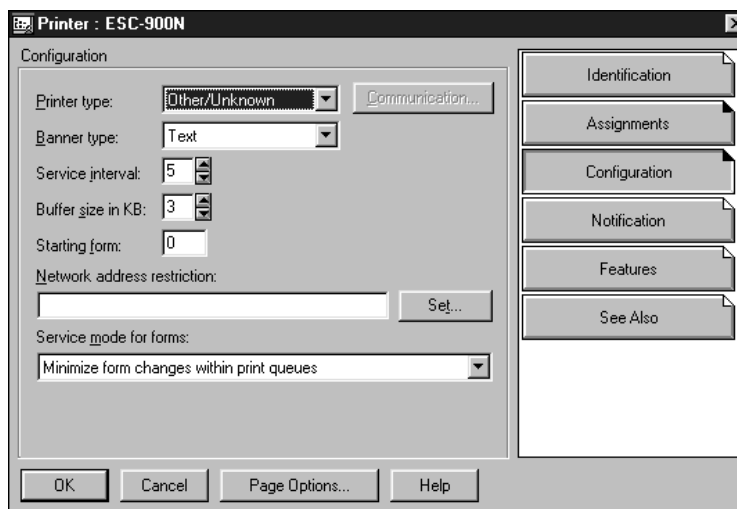 Printer : ESC-900N
Configuration
Printer type: Other/Unknown Communication...
Banner type: Text
Service interval: 5
Buffer size in KB: 3
Starting form: 0
Network address restriction:
Set...
Service mode for forms:
Minimize form changes within print queues
OK Cancel Page Options... Help
Identification
Assignments
Configuration
Notification
Features
See Also